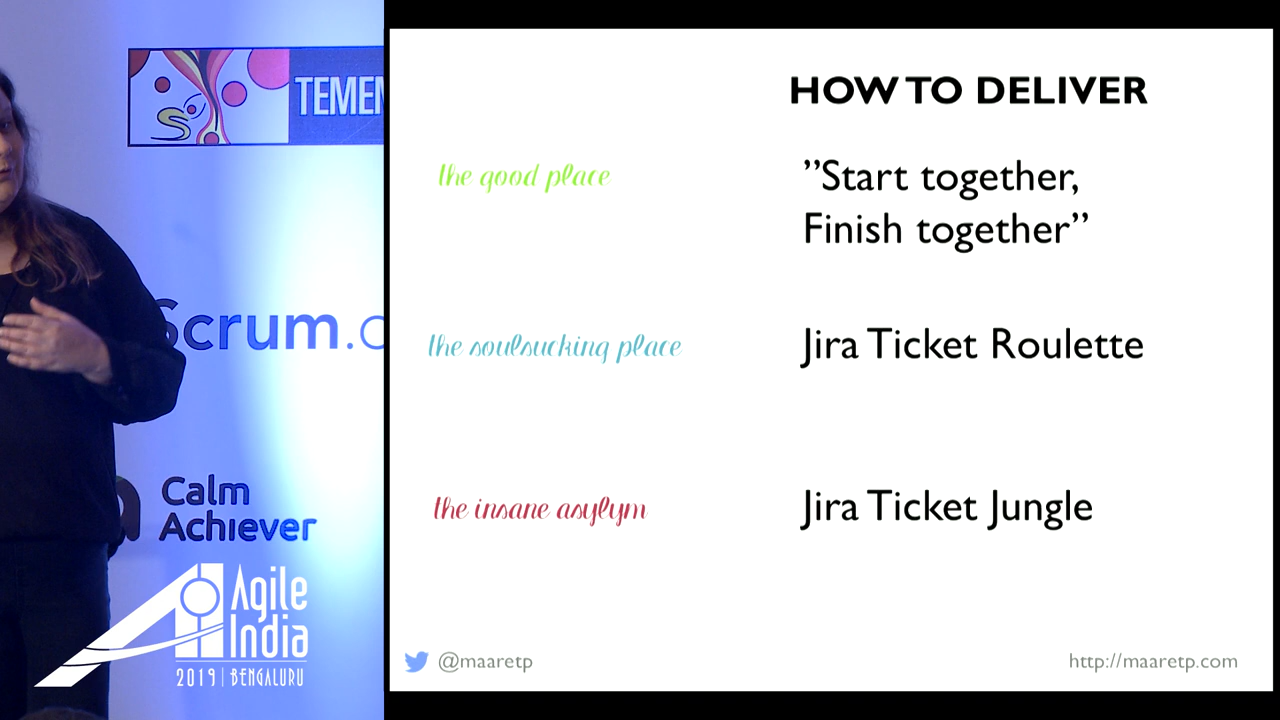 TEMEN
Scrum.o
Calm
Achiever
Agile
India
2019 | BENGALURU
HOW TO DELIVER
the good place
”Start together,
Finish together”
the soulsucking place
Jira Ticket Roulette
the insane asylym
Jira Ticket Jungle
@maaretp
http://maaretp.com